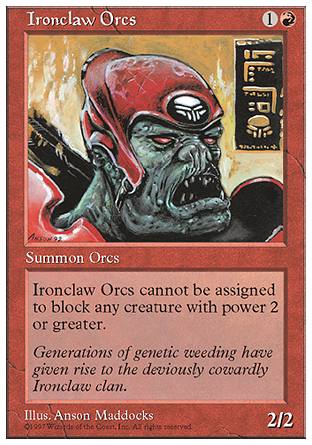 Ironclaw Orcs 1
ANSON 93
Summon Orcs
Ironclaw Orcs cannot be assigned
to block any creature with power 2
or greater.
Generations of genetic weeding have
given rise to the deviously cowardly
Ironclaw clan.
Illus. Anson Maddocks
©1997 Wizards of the Coast, Inc. All rights reserved.
2/2